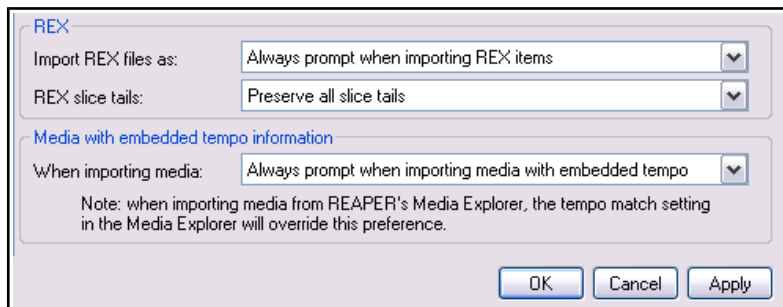 REX
Import REX files as: Always prompt when importing REX items
REX slice tails: Preserve all slice tails
Media with embedded tempo information
When importing media: Always prompt when importing media with embedded tempo
Note: when importing media from REAPER's Media Explorer, the tempo match setting
in the Media Explorer will override this preference.
OK Cancel Apply